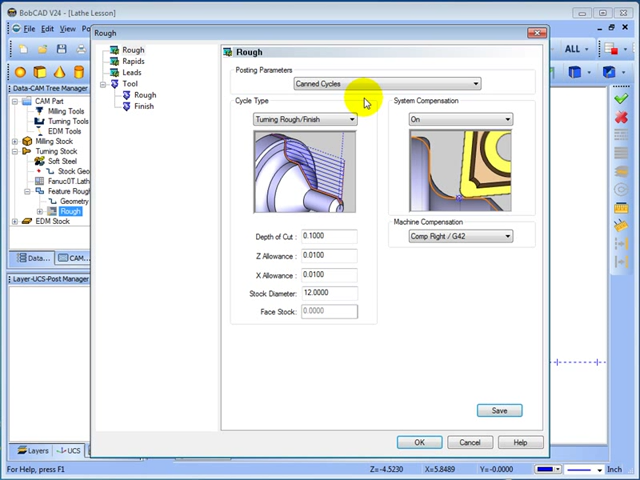 BobCAD V24 - [Lathe Lesson]
File Edit View
ALL
Data-CAM Tree Manager
CAM Part
Milling Tools
Turning Tools
EDM Tools
Milling Stock
Turning Stock
Soft Steel
Stock Geo
Fanuc0T.Lathe
Feature Rough
Geometry
Rough
EDM Stock
Data...
CAM...
Layer-UCS-Post Manager
Layers
UCS
Rough
Rough
Rapids
Leads
Tool
Rough
Finish
Rough
Posting Parameters
Canned Cycles
Cycle Type
Turning Rough/Finish
System Compensation
On
Machine Compensation
Comp Right / G42
Depth of Cut : 0.1000
Z Allowance : 0.0100
X Allowance : 0.0100
Stock Diameter: 12.0000
Face Stock: 0.0000
Save
OK Cancel Help
For Help, press F1
Z=-4.5230 X=5.8489 Y=-0.0000
Inch